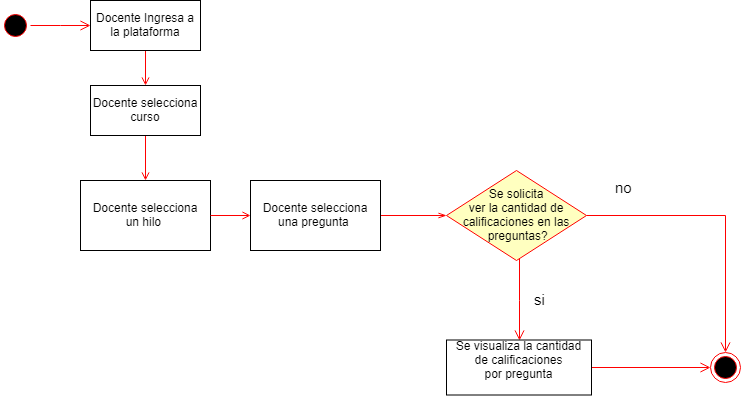 Docente Ingresa a
la plataforma
Docente selecciona
curso
Docente selecciona
un hilo
Docente selecciona
una pregunta
Se solicita
ver la cantidad de
calificaciones en las
preguntas?
no
si
Se visualiza la cantidad
de calificaciones
por pregunta